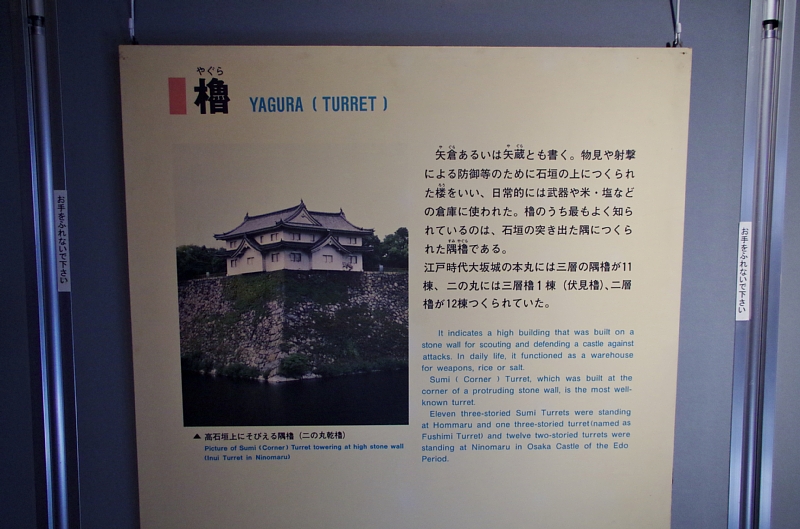 やぐら
櫓 YAGURA ( TURRET )
矢倉あるいは矢蔵とも書く。物見や射撃
による防御等のために石垣の上につくられ
た楼をいい、日常的には武器や米・塩など
の倉庫に使われた。櫓のうち最もよく知ら
れているのは、石垣の突き出た隅につくら
れた隅櫓である。
江戸時代大坂城の本丸には三層の隅櫓が11
棟、二の丸には三層櫓1棟（伏見櫓）、二層
櫓が12棟つくられていた。
It indicates a high building that was built on a
stone wall for scouting and defending a castle against
attacks. In daily life, it functioned as a warehouse
for weapons, rice or salt.
Sumi ( Corner ) Turret, which was built at the
corner of a protruding stone wall, is the most well-
known turret.
Eleven three-storied Sumi Turrets were standing
at Hommaru and one three-storied turret(named as
Fushimi Turret) and twelve two-storied turrets were
standing at Ninomaru in Osaka Castle of the Edo
Period.
▲ 高石垣上にそびえる隅櫓（二の丸乾櫓）
Picture of Sumi (Corner) Turret towering at high stone wall
(Inui Turret in Ninomaru)
お手をふれないで下さい
お手をふれないで下さい